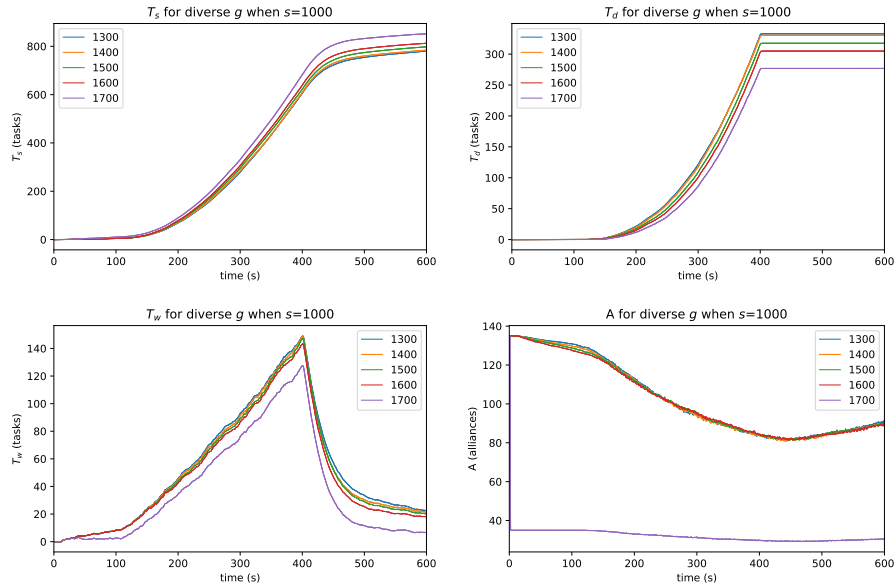 T_s for diverse g when s=1000
T_s (tasks)
800
600
400
200
0
1300
1400
1500
1600
1700
0 100 200 300 400 500 600
time (s)
T_d for diverse g when s=1000
T_d (tasks)
300
250
200
150
100
50
0
1300
1400
1500
1600
1700
0 100 200 300 400 500 600
time (s)
T_w for diverse g when s=1000
T_w (tasks)
140
120
100
80
60
40
20
0
1300
1400
1500
1600
1700
0 100 200 300 400 500 600
time (s)
A for diverse g when s=1000
A (alliances)
140
120
100
80
60
40
1300
1400
1500
1600
1700
0 100 200 300 400 500 600
time (s)